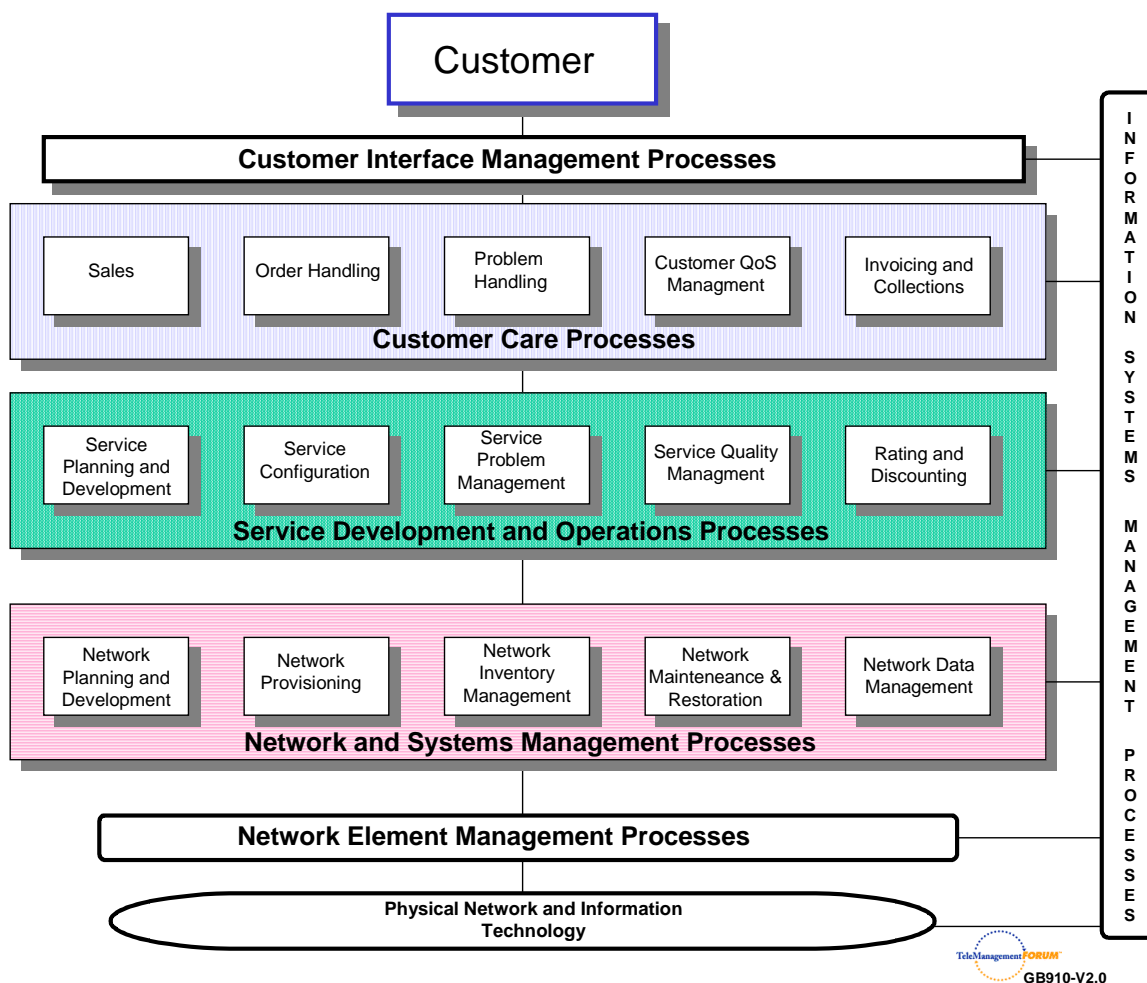 Customer
Customer Interface Management Processes
Sales
Order Handling
Problem
Handling
Customer QoS
Managment
Invoicing and
Collections
Customer Care Processes
Service
Planning and
Development
Service
Configuration
Service
Problem
Management
Service Quality
Managment
Rating and
Discounting
Service Development and Operations Processes
Network
Planning and
Development
Network
Provisioning
Network
Inventory
Management
Network
Mainteneance &
Restoration
Network Data
Management
Network and Systems Management Processes
Network Element Management Processes
Physical Network and Information
Technology
INFORMATION SYSTEMS MANAGEMENT PROCESSES
TeleManagement FORUM™
GB910-V2.0